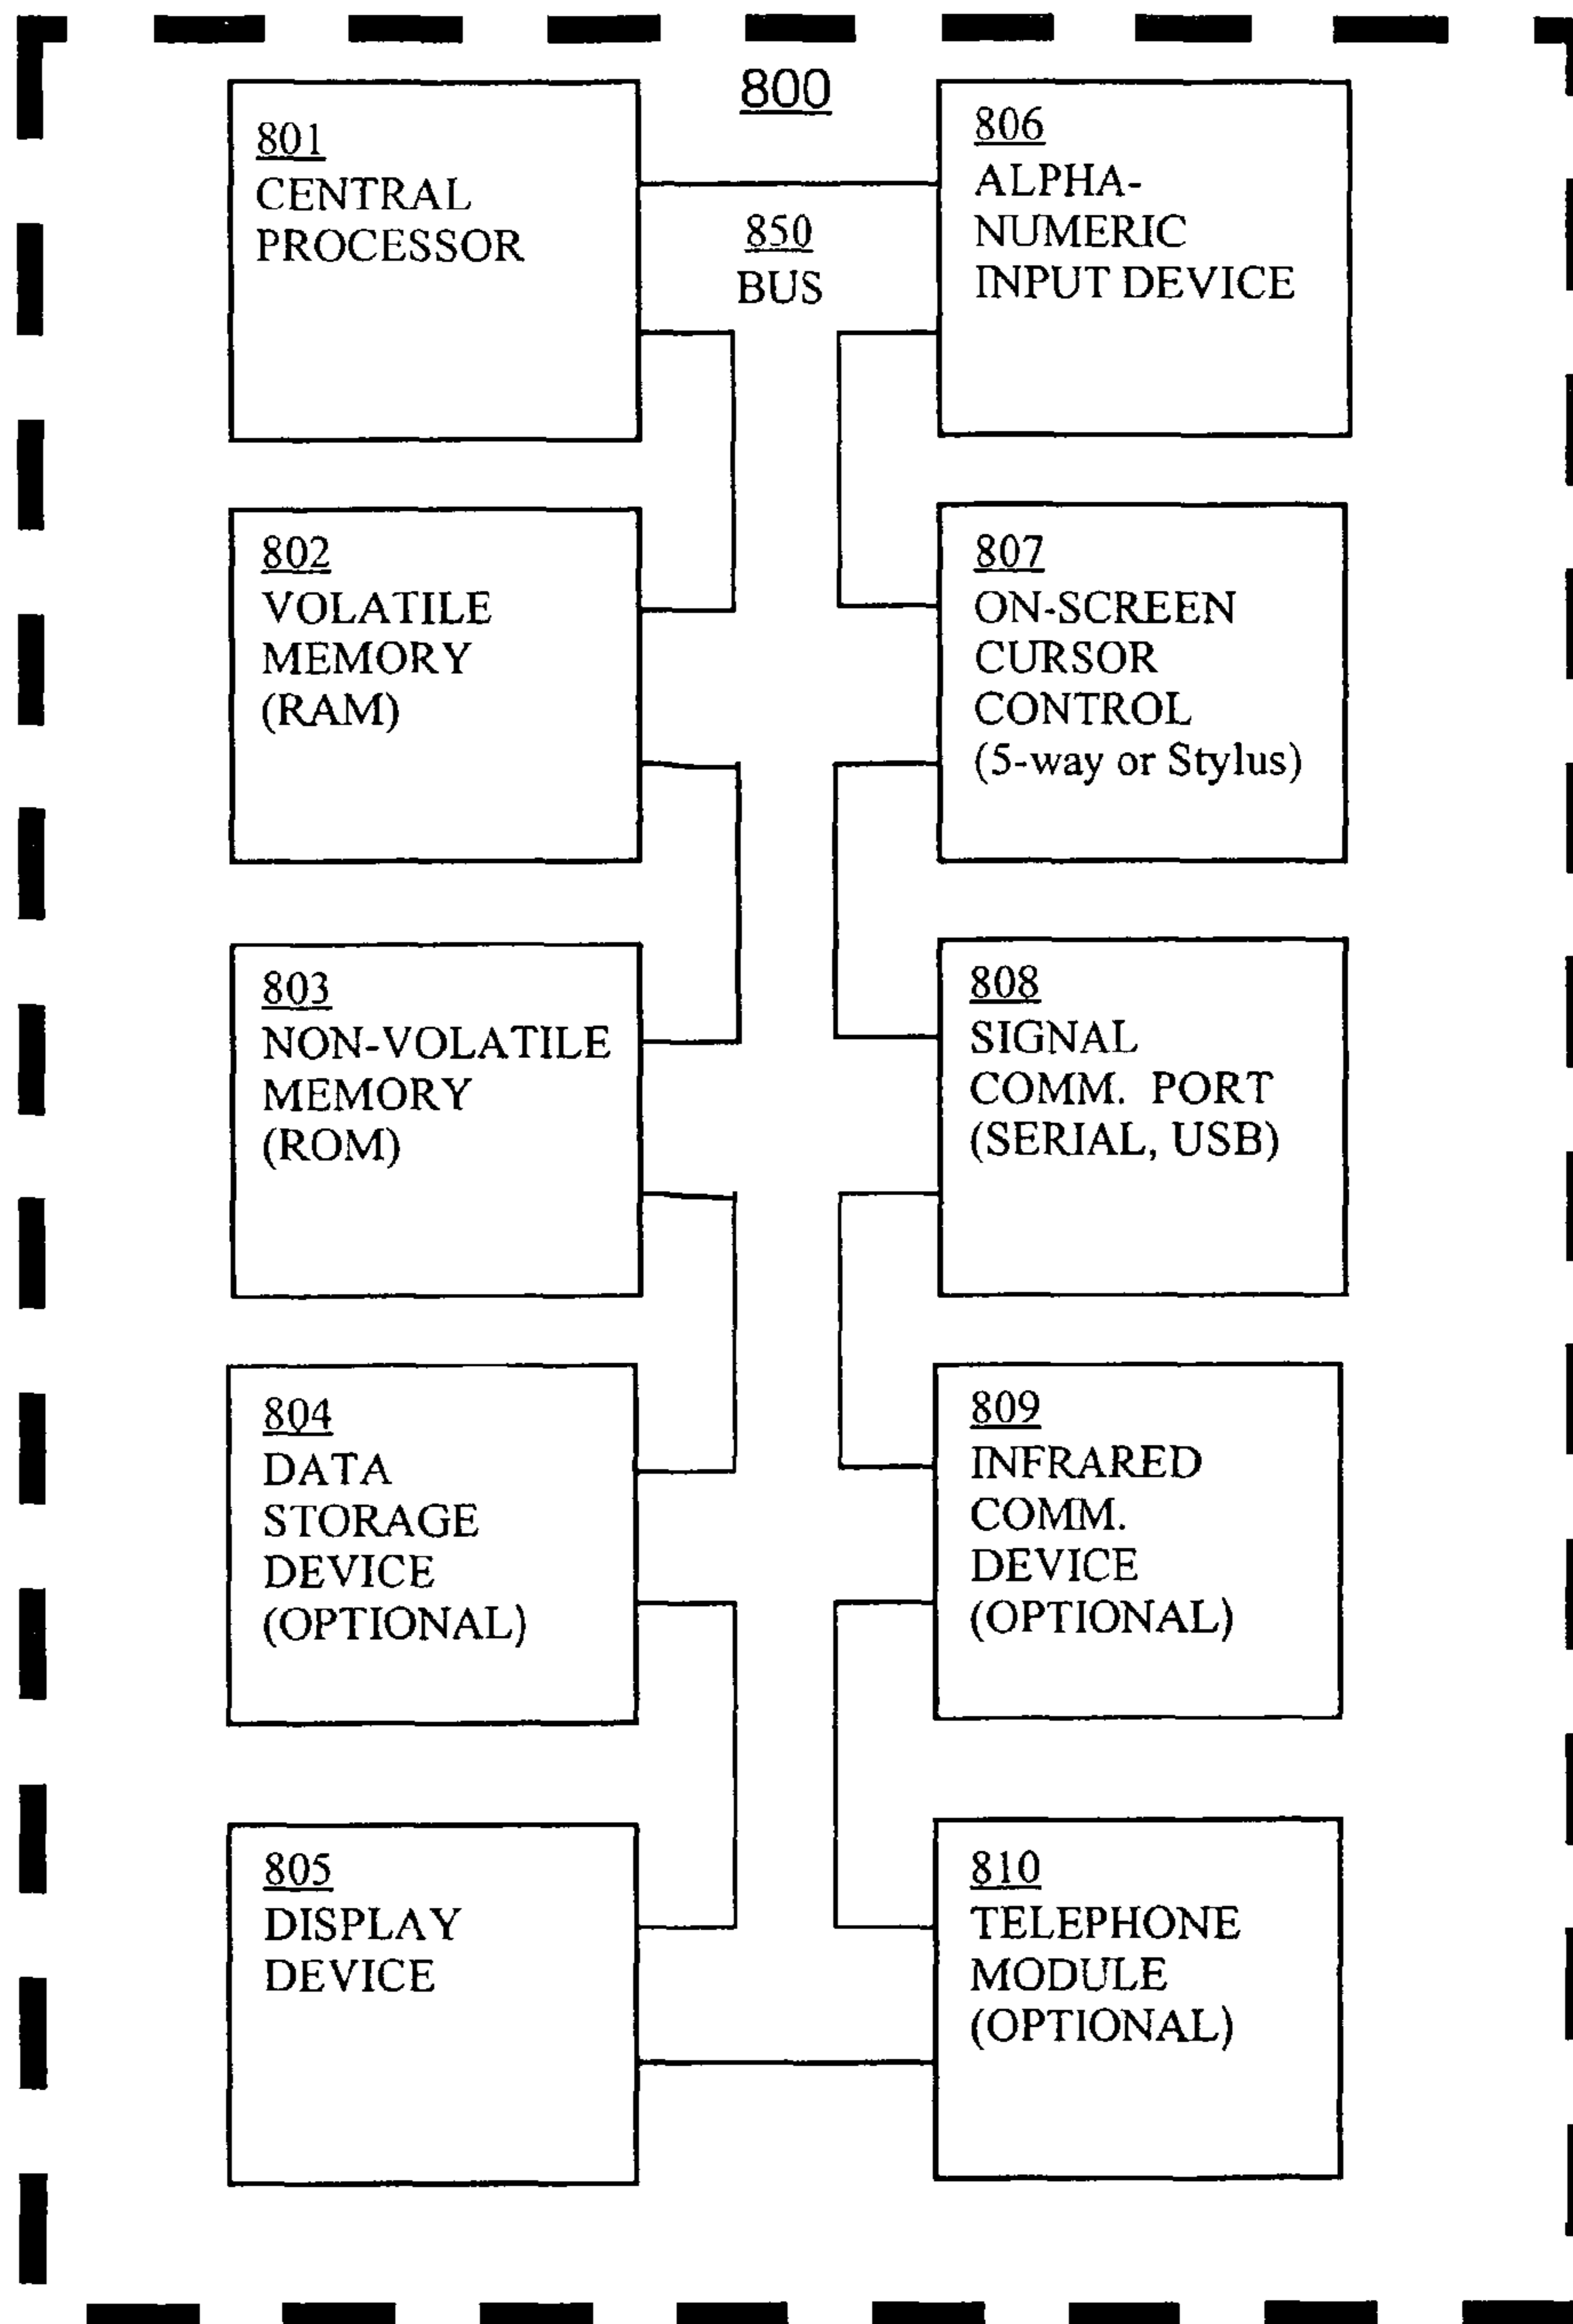 800
801
CENTRAL
PROCESSOR
850
BUS
806
ALPHA-
NUMERIC
INPUT DEVICE
802
VOLATILE
MEMORY
(RAM)
807
ON-SCREEN
CURSOR
CONTROL
(5-way or Stylus)
803
NON-VOLATILE
MEMORY
(ROM)
808
SIGNAL
COMM. PORT
(SERIAL, USB)
804
DATA
STORAGE
DEVICE
(OPTIONAL)
809
INFRARED
COMM.
DEVICE
(OPTIONAL)
805
DISPLAY
DEVICE
810
TELEPHONE
MODULE
(OPTIONAL)